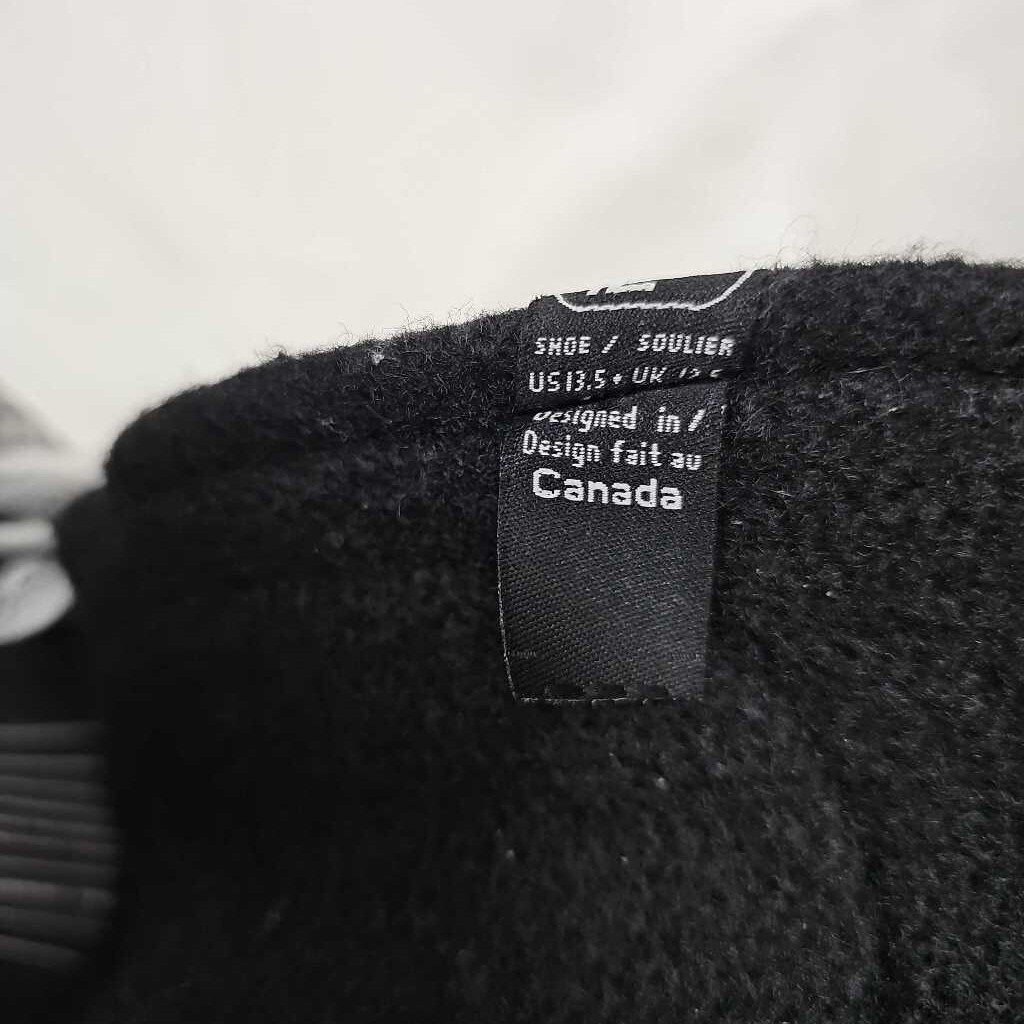 SHOE / SOULIER
US 13.5+ UK
Designed in /
Design fait au
Canada